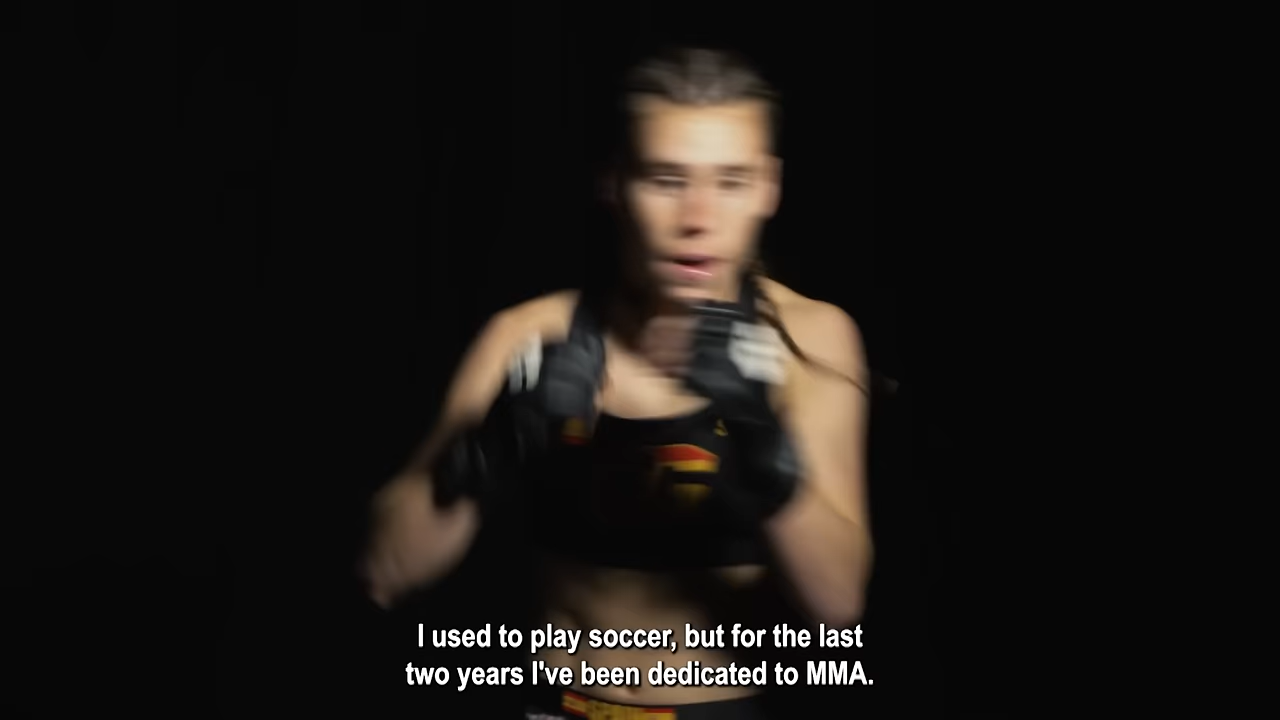 I used to play soccer, but for the last
two years I've been dedicated to MMA.